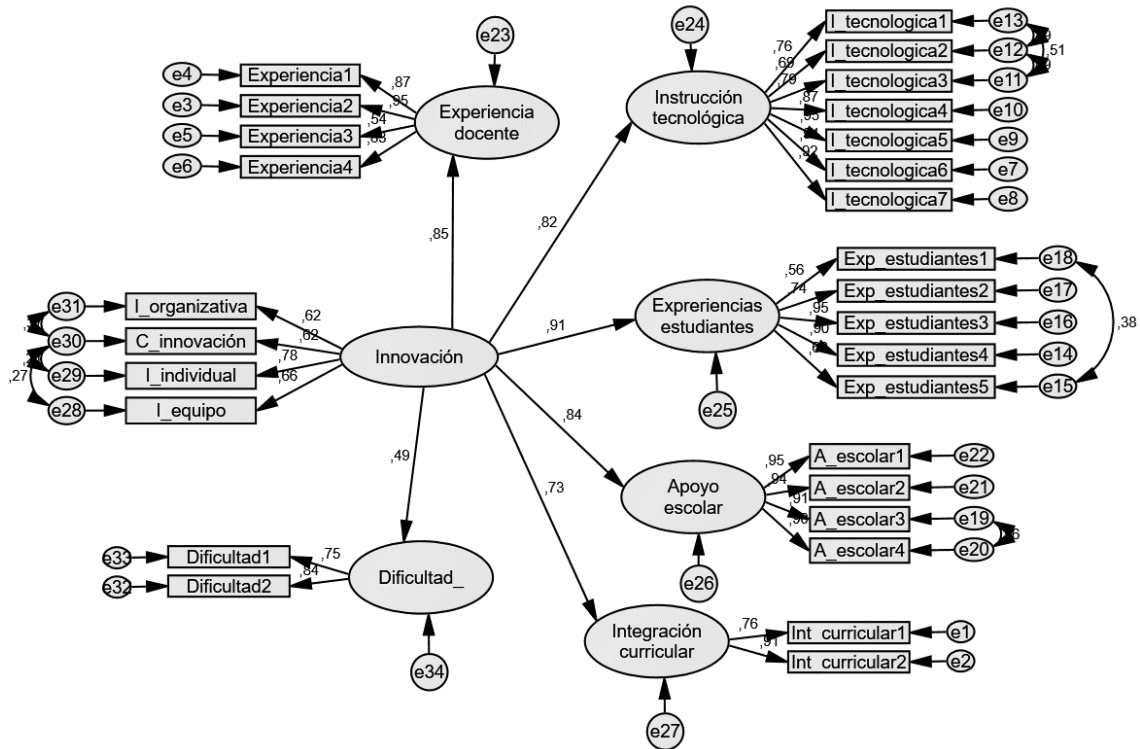 e23
e4
Experiencia1
,87
e3
Experiencia2
,95
e5
Experiencia3
,54
e6
Experiencia4
Experiencia
docente
,85
e24
Instrucción
tecnológica
,82
I_tecnologica1
e13
,76
I_tecnologica2
e12
,51
,69
I_tecnologica3
e11
,79
I_tecnologica4
e10
,87
I_tecnologica5
e9
I_tecnologica6
e7
,92
I_tecnologica7
e8
e31
I_organizativa
,62
e30
C_innovación
,62
e29
I_individual
,78
,27
e28
I_equipo
,66
Innovación
,91
Expreriencias
estudiantes
e25
Exp_estudiantes1
e18
,56
Exp_estudiantes2
e17
,74
Exp_estudiantes3
e16
,95
Exp_estudiantes4
e14
,90
Exp_estudiantes5
e15
,38
,84
Apoyo
escolar
e26
A_escolar1
e22
,95
A_escolar2
e21
,94
A_escolar3
e19
,91
A_escolar4
e20
,49
,73
e33
Dificultad1
,75
e32
Dificultad2
,84
Dificultad_
e34
Integración
curricular
e27
,76
Int_curricular1
e1
,91
Int_curricular2
e2